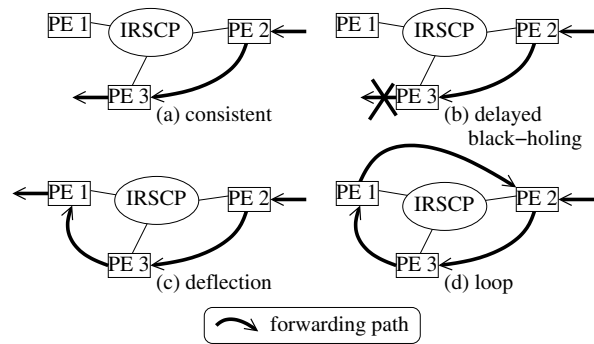 PE 1
IRSCP
PE 2
PE 3
(a) consistent
PE 1
IRSCP
PE 2
PE 3
(b) delayed
black−holing
PE 1
IRSCP
PE 2
PE 3
(c) deflection
PE 1
IRSCP
PE 2
PE 3
(d) loop
forwarding path